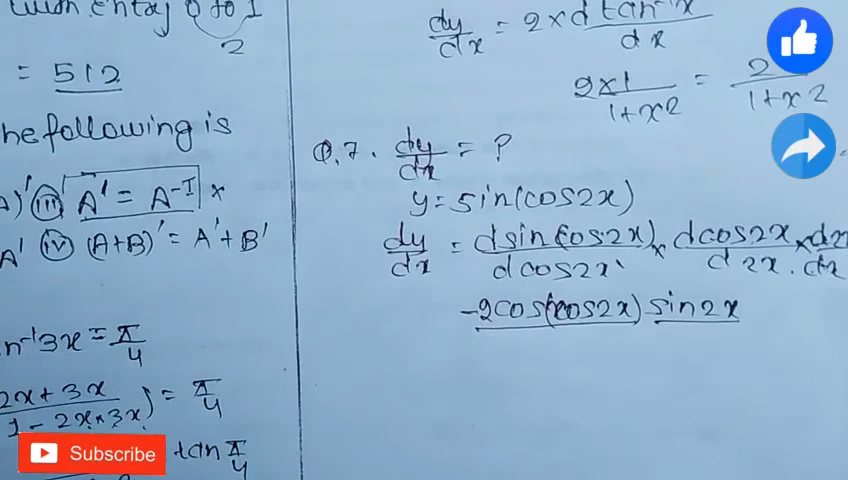 with entry 0 to 1
2
= 512
he following is
A)' (iii) A' = A^-I ×
A' (iv) (A+B)' = A' + B'
n^-1 3x = π/4
2x + 3x / 1 - 2x × 3x ) = π/4
tan π/4
dy/dx = 2 × d tan^-1 x / dx
2×1 / 1+x2 = 2 / 1+x2
Q.7. dy/dx = ?
y = sin(cos2x)
dy/dx = d sin(cos2x) / d cos2x × d cos2x / d 2x . × d2x / dx
-2cos(cos2x) sin2x
Subscribe